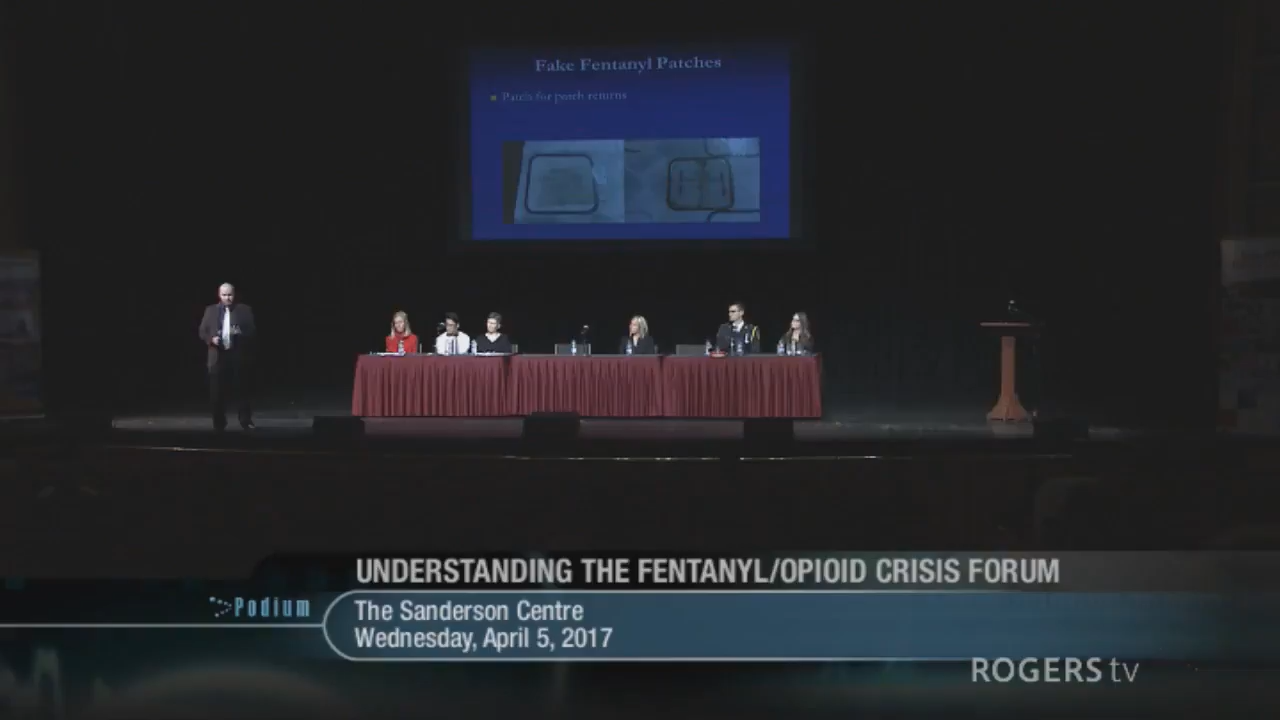 Fake Fentanyl Patches
Patch for patch returns
UNDERSTANDING THE FENTANYL/OPIOID CRISIS FORUM
Podium
The Sanderson Centre
Wednesday, April 5, 2017
ROGERS tv